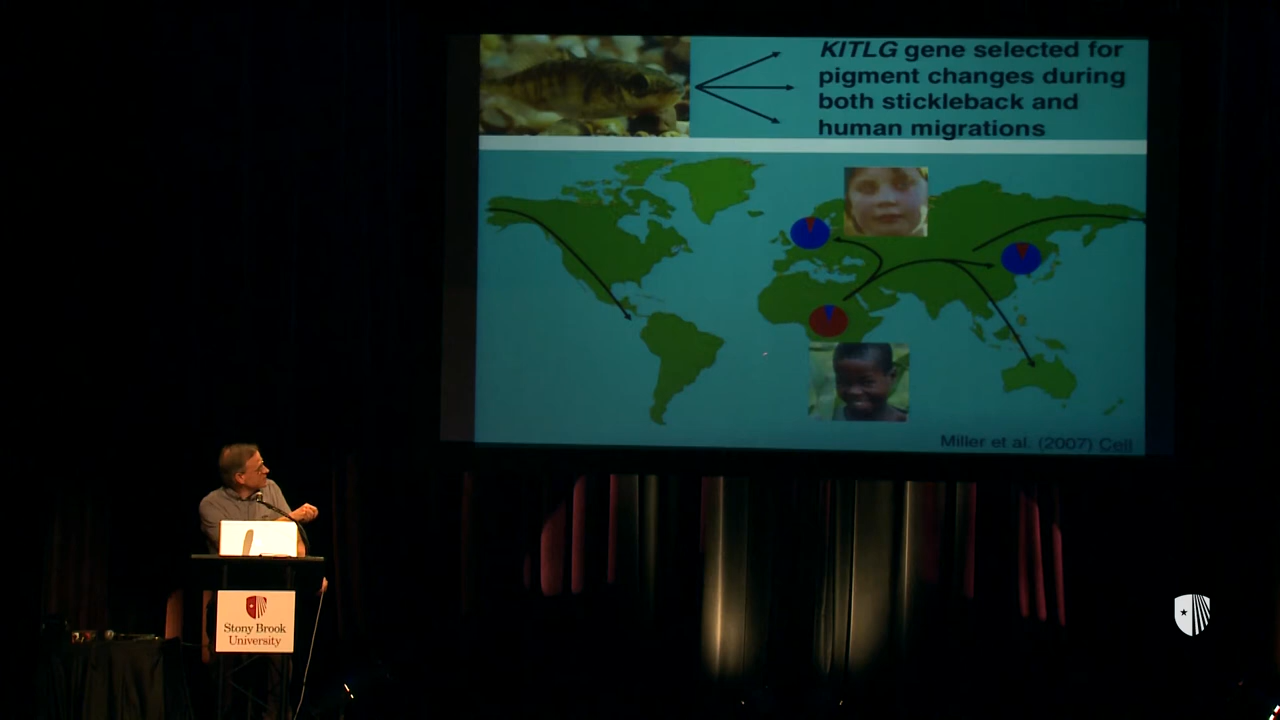 KITLG gene selected for
pigment changes during
both stickleback and
human migrations
Miller et al. (2007) Cell
Stony Brook
University